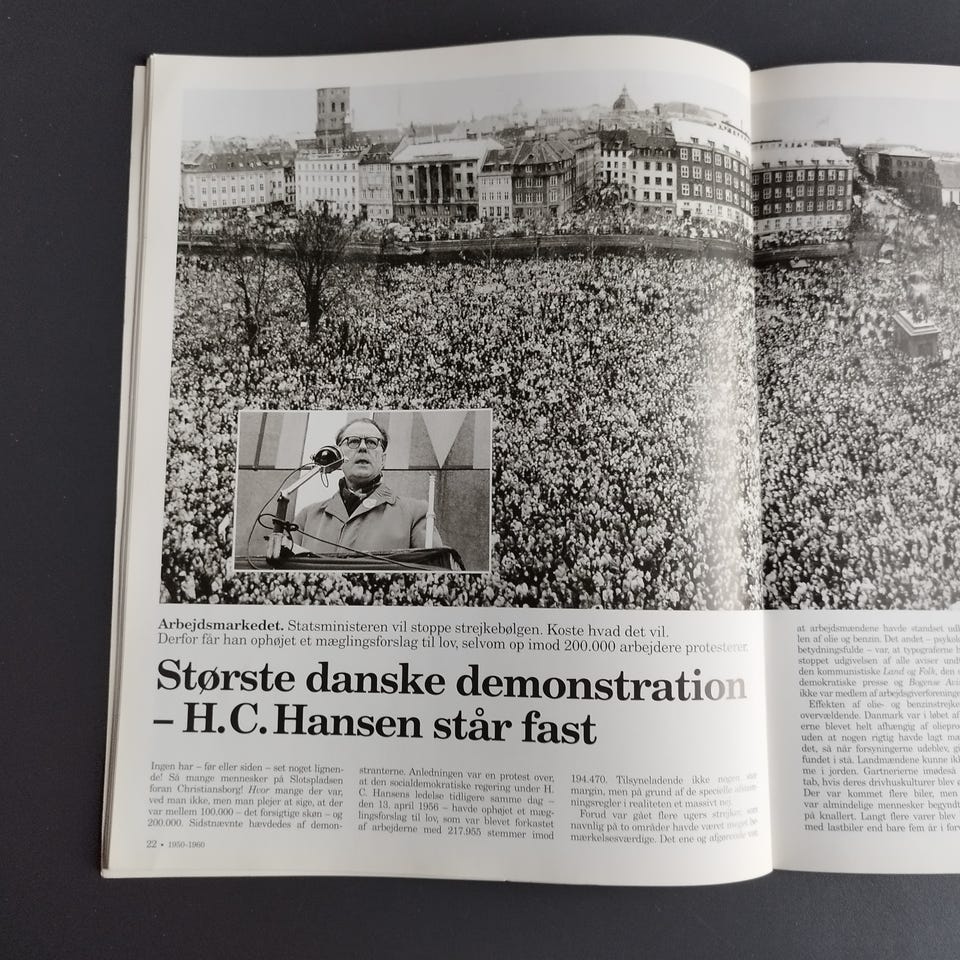 Arbejdsmarkedet. Statsministeren vil stoppe strejkebølgen. Koste hvad det vil.
Derfor får han ophøjet et mæglingsforslag til lov, selvom op imod 200.000 arbejdere protesterer.
Største danske demonstration
– H.C. Hansen står fast
Ingen har – før eller siden – set noget lignen-
de! Så mange mennesker på Slotspladsen
foran Christiansborg! Hvor mange der var,
ved man ikke, men man plejer at sige, at der
var mellem 100.000 – det forsigtige skøn – og
200.000. Sidstnævnte hævdedes af demon-
stranterne. Anledningen var en protest over,
at den socialdemokratiske regering under H.
C. Hansens ledelse tidligere samme dag –
den 13. april 1956 – havde ophøjet et mæg-
lingsforslag til lov, som var blevet forkastet
af arbejderne med 217.955 stemmer imod
194.470. Tilsyneladende ikke nogen stor
margin, men på grund af de specielle afstem-
ningsregler i realiteten et massivt nej.
Forud var gået flere ugers strejker, som
navnlig på to områder havde været meget be-
mærkelsesværdige. Det ene og afgørende var,
at arbejdsmændene havde standset
len af olie og benzin. Det andet –
betydningsfulde – var, at typograferne
stoppet udgivelsen af alle aviser
den kommunistiske Land og Folk, den
demokratiske presse og Bogense
ikke var medlem af
Effekten af olie- og
overvældende. Danmark var i løbet af
erne blevet helt afhængig af
uden at nogen rigtig havde lagt
det, så når forsyningerne udeblev,
fundet i stå. Landmændene kunne
me i jorden. Gartnerierne imødeså
tab, hvis deres drivhuskulturer blev
Der var kommet flere biler, men
var almindelige mennesker begyndt
på knallert. Langt flere varer blev
med lastbiler end bare fem år i
22 • 1950-1960